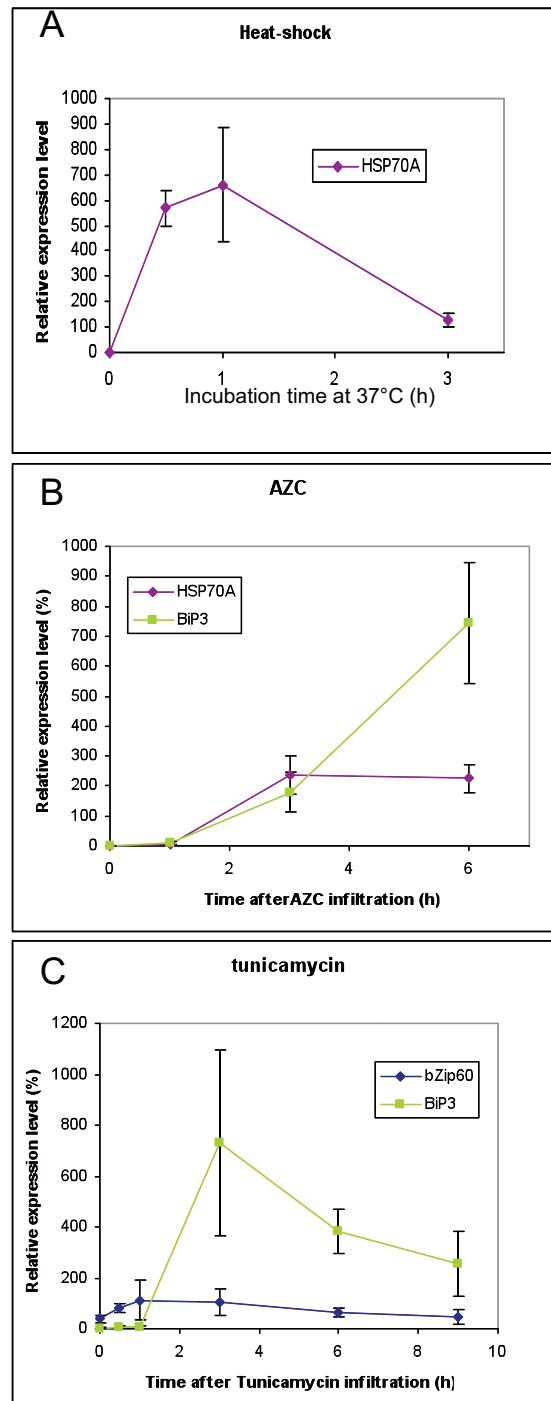 A
Heat-shock
Relative expression level
1000
900
800
700
600
500
400
300
200
100
0
HSP70A
0 1 2 3
Incubation time at 37°C (h)
B
AZC
Relative expression level (%)
1000
900
800
700
600
500
400
300
200
100
0
HSP70A
BiP3
0 2 4 6
Time afterAZC infiltration (h)
C
tunicamycin
Relative expression level (%)
1200
1000
800
600
400
200
0
bZip60
BiP3
0 2 4 6 8 10
Time after Tunicamycin infiltration (h)